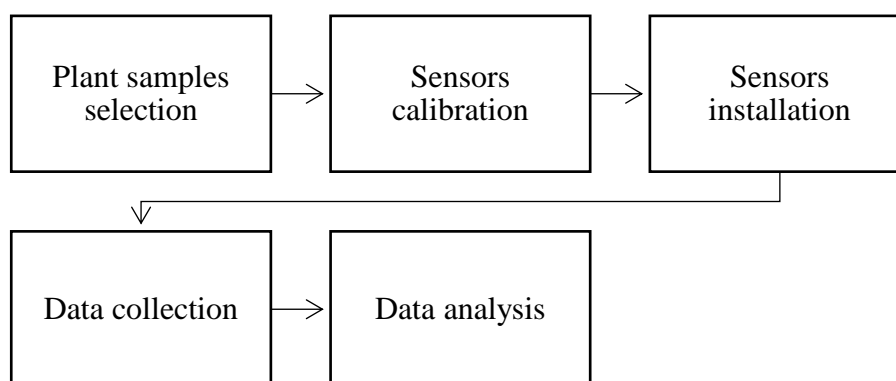 Plant samples
selection
Sensors
calibration
Sensors
installation
Data collection
Data analysis